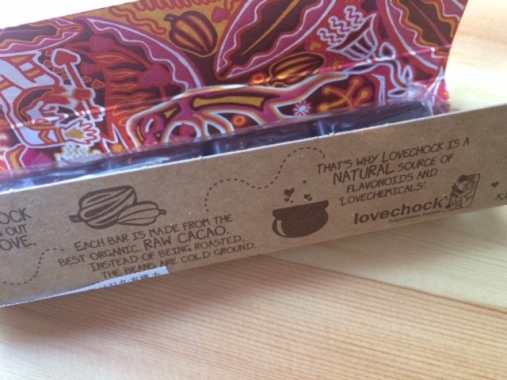 OCK
OUT
OVE.
EACH BAR IS MADE FROM THE
BEST ORGANIC RAW CACAO.
INSTEAD OF BEING ROASTED,
THE BEANS ARE COLD GROUND.
THAT'S WHY LOVECHOCK IS A
NATURAL SOURCE OF
FLAVONOIDS AND
'LOVECHEMICALS'.
lovechock